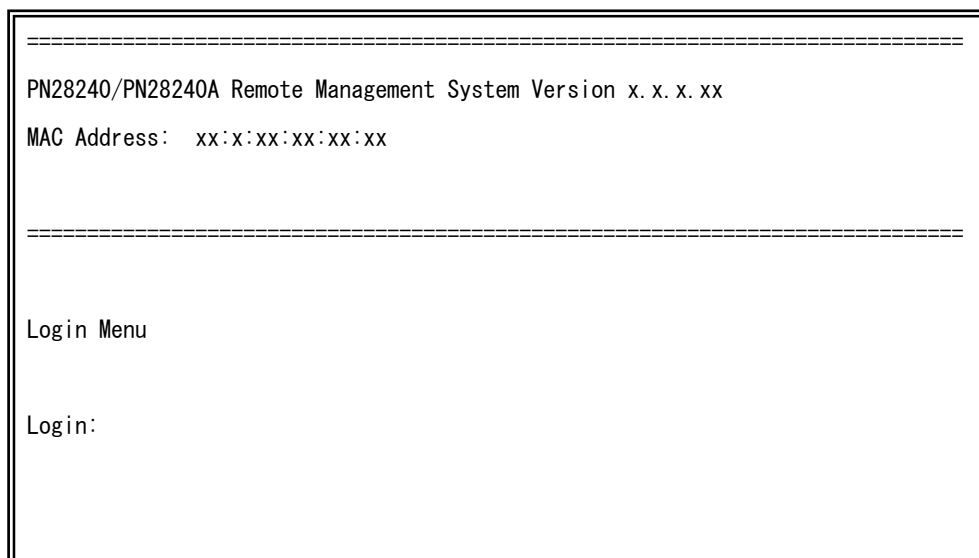 ==============================================================================
PN28240/PN28240A Remote Management System Version x.x.x.xx
MAC Address: xx:x:xx:xx:xx:xx
==============================================================================
Login Menu
Login: